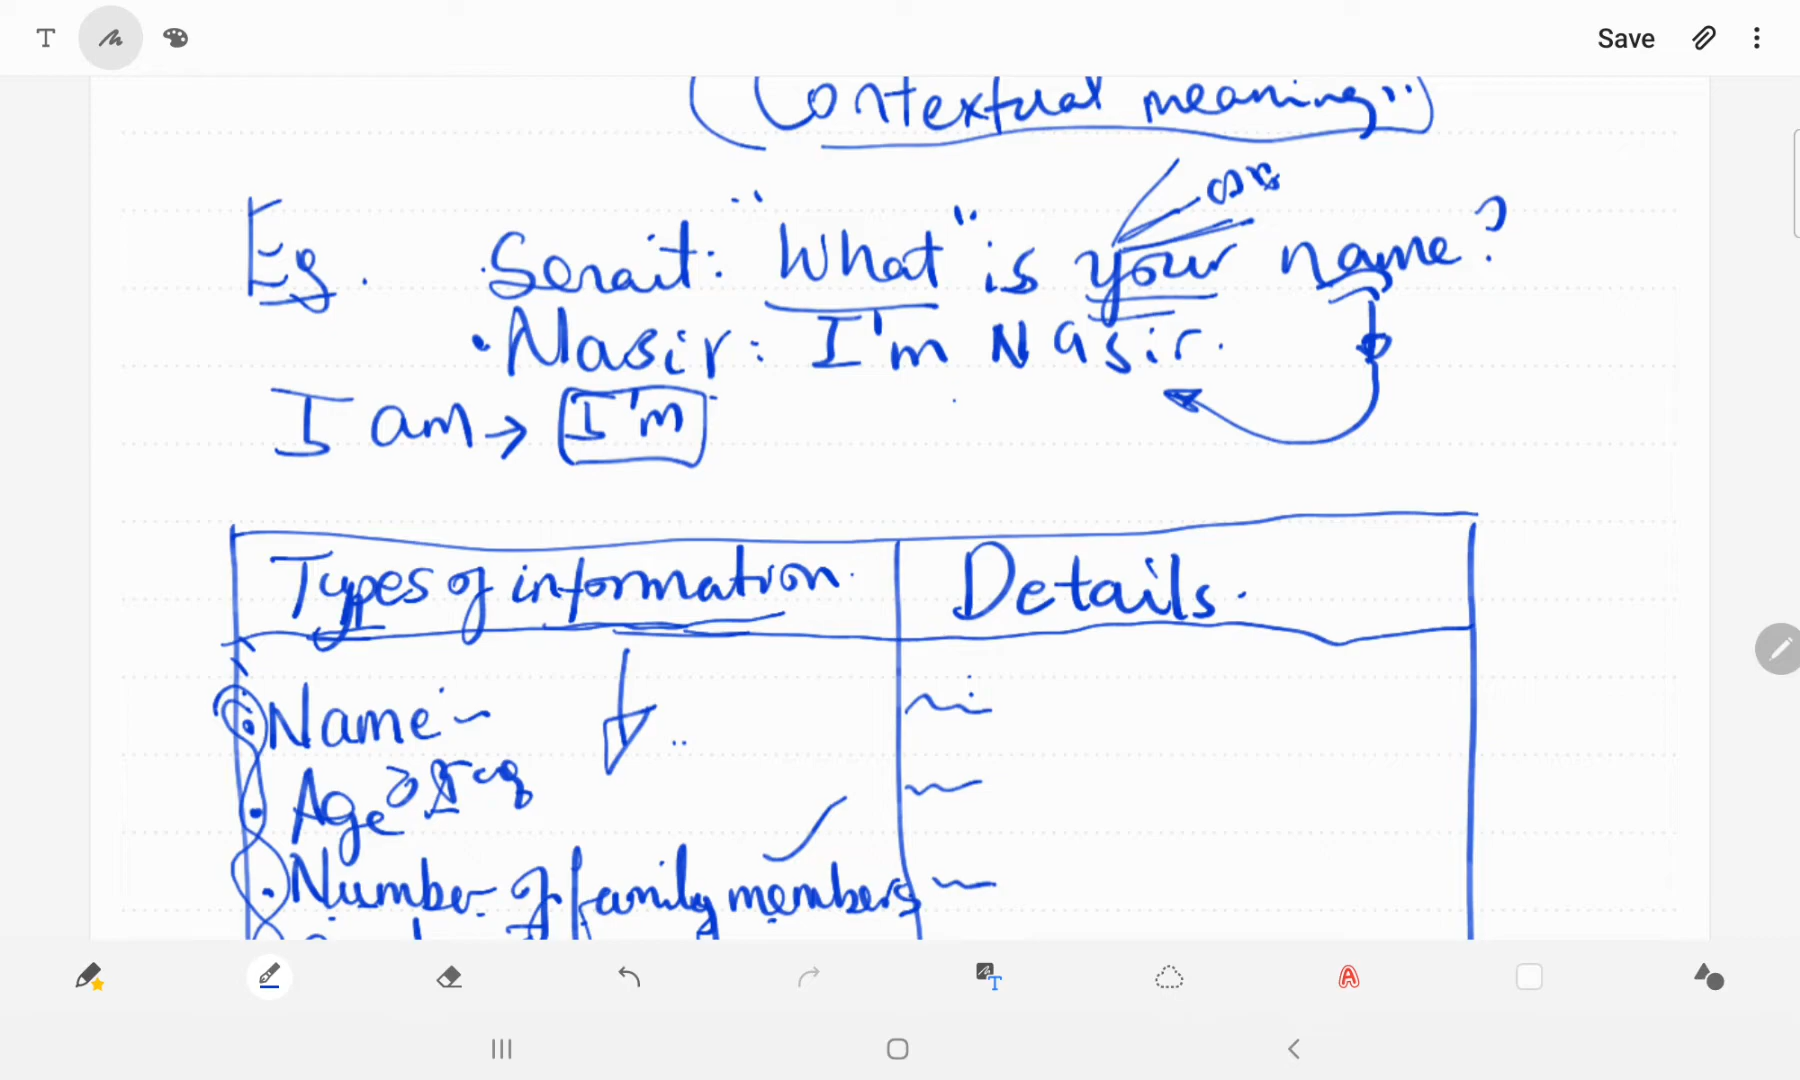 Save
(Contextual meaning..)
Eg. Serait: "What" is your name?
Nasir: I'm Nasir.
I am → I'm
Types of information. Details.
Name
Age
Number of family members